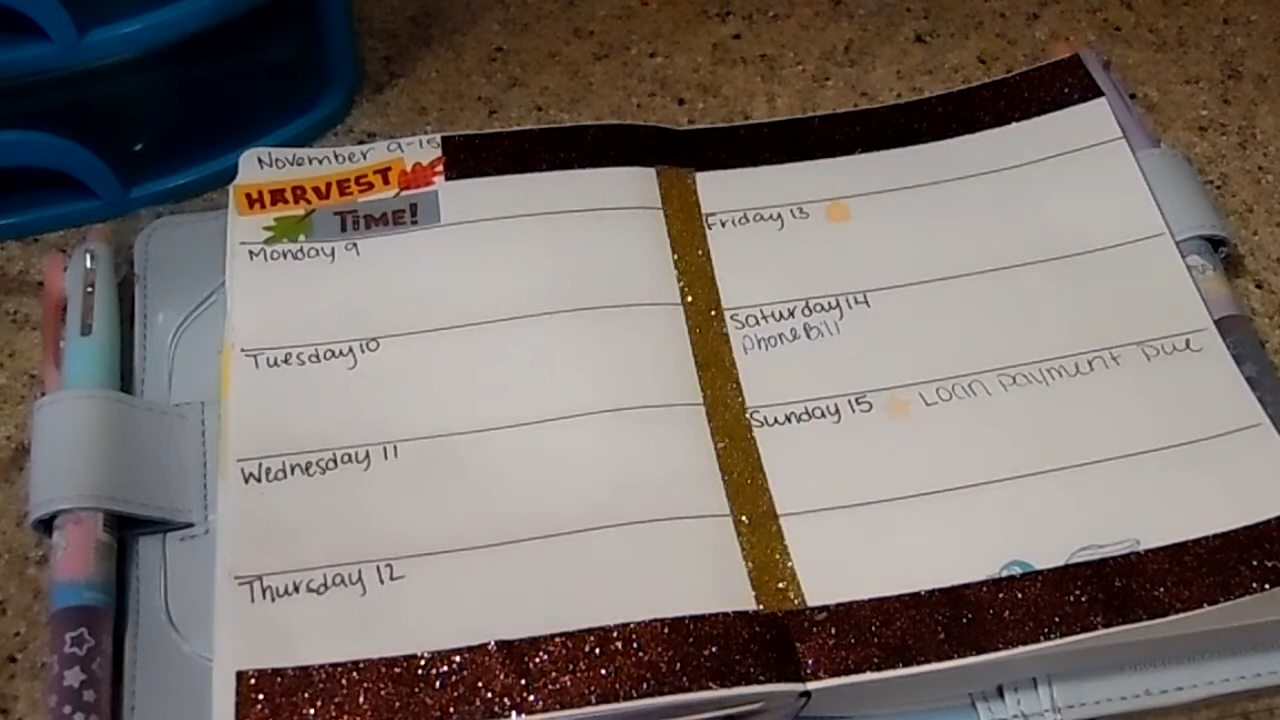 November 9-15
HARVEST
TIME!
Monday 9
Tuesday 10
Wednesday 11
Thursday 12
Friday 13
Saturday 14
Phone Bill
Sunday 15 Loan payment Due